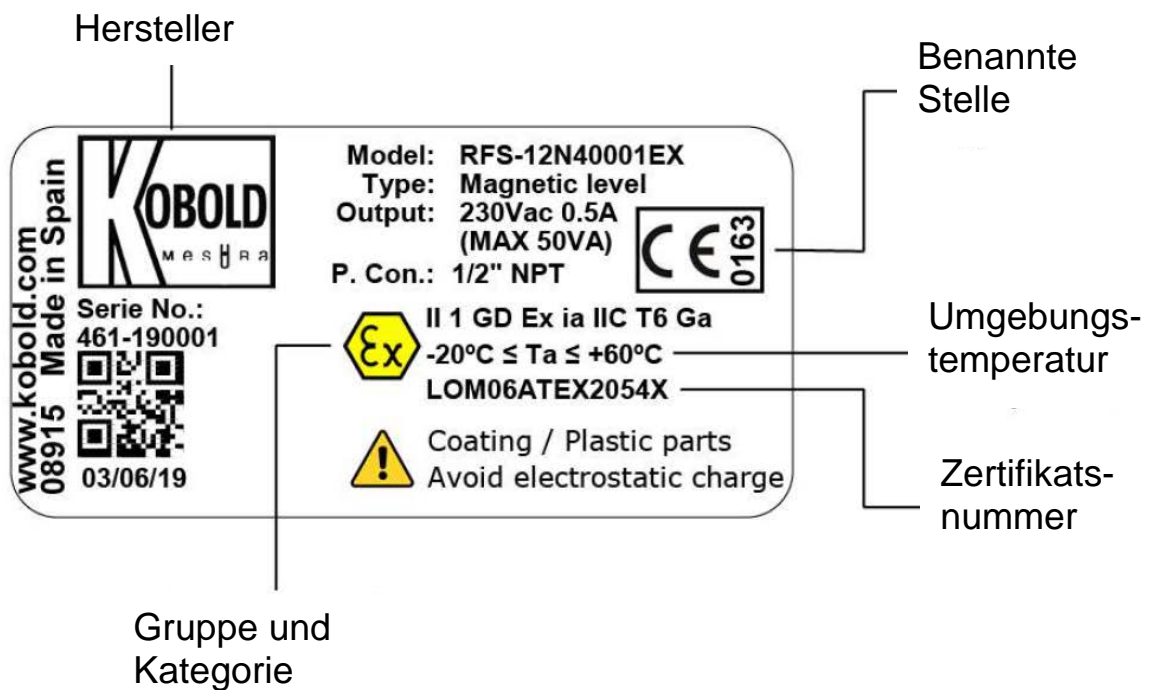 Hersteller
Benannte
Stelle
www.kobold.com
08915 Made in Spain
KOBOLD
MESURA
Serie No.:
461-190001
03/06/19
Model: RFS-12N40001EX
Type: Magnetic level
Output: 230Vac 0.5A
(MAX 50VA)
P. Con.: 1/2" NPT
CE 0163
Ex
II 1 GD Ex ia IIC T6 Ga
-20ºC ≤ Ta ≤ +60ºC
LOM06ATEX2054X
Coating / Plastic parts
Avoid electrostatic charge
Umgebungs-
temperatur
Zertifikats-
nummer
Gruppe und
Kategorie